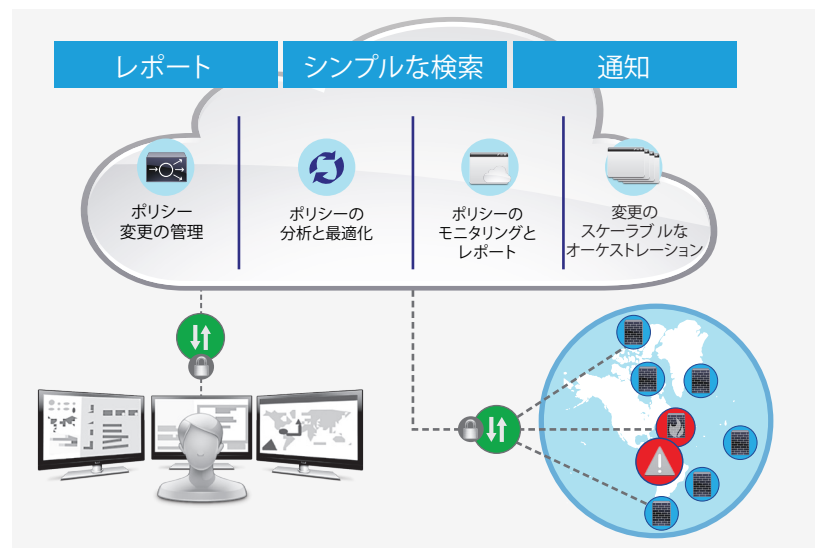 レポート
シンプルな検索
通知
ポリシー
変更の管理
ポリシーの
分析と最適化
ポリシーの
モニタリングと
レポート
変更の
スケーラブルな
オーケストレーション